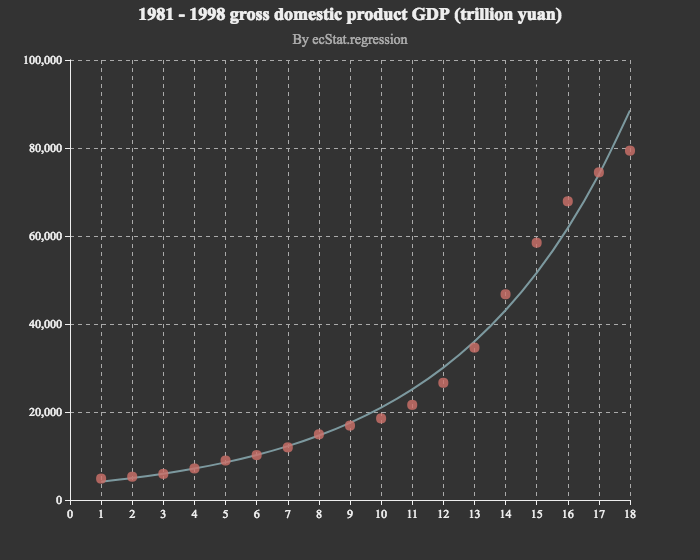 1981 - 1998 gross domestic product GDP (trillion yuan)
By ecStat.regression
100,000
80,000
60,000
40,000
20,000
0
0 1 2 3 4 5 6 7 8 9 10 11 12 13 14 15 16 17 18